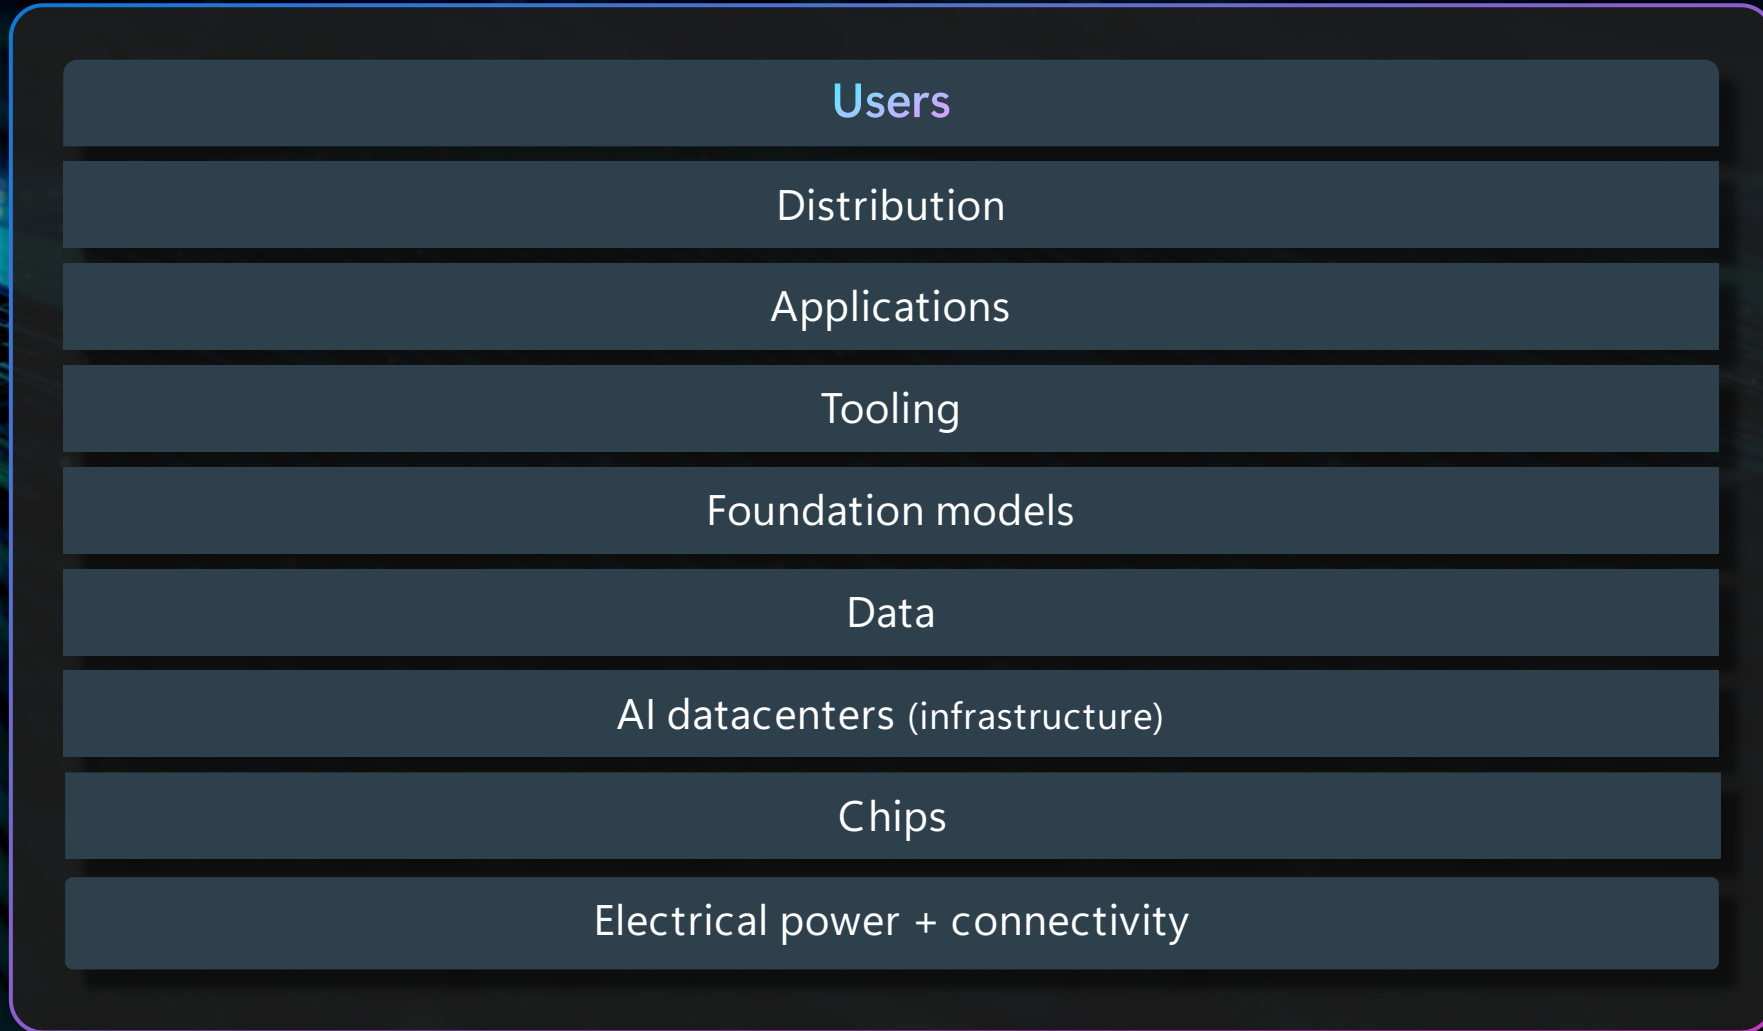 Users
Distribution
Applications
Tooling
Foundation models
Data
AI datacenters (infrastructure)
Chips
Electrical power + connectivity